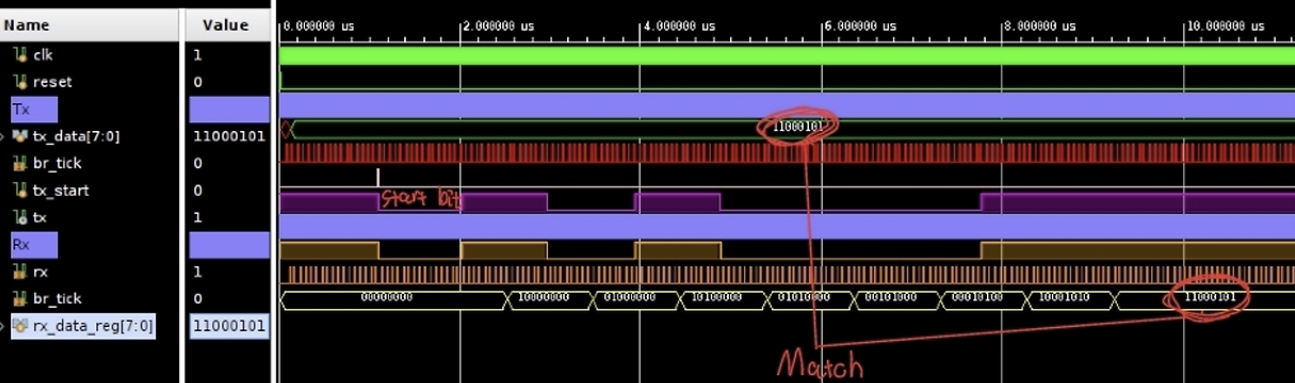 Name Value 0.000000 us 2.000000 us 4.000000 us 6.000000 us 8.000000 us 10.000000 us
clk 1
reset 0
Tx
tx_data[7:0] 11000101 11000101
br_tick 0
tx_start 0 Start bit
tx 1
Rx
rx 1
br_tick 0 00000000 10000000 01000000 10100000 01010000 00101000 00010100 10001010 11000101
rx_data_reg[7:0] 11000101
Match